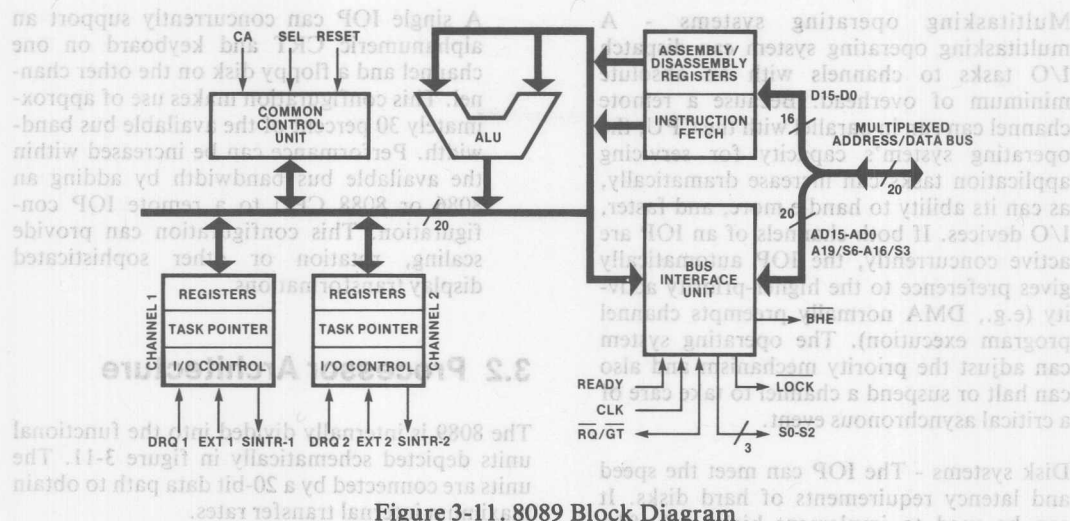 CA SEL RESET
COMMON
CONTROL
UNIT
ALU
ASSEMBLY/
DISASSEMBLY
REGISTERS
INSTRUCTION
FETCH
D15-D0
16
MULTIPLEXED
ADDRESS/DATA BUS
20
20
20
AD15-AD0
A19/S6-A16/S3
BUS
INTERFACE
UNIT
BHE
CHANNEL 1
REGISTERS
TASK POINTER
I/O CONTROL
REGISTERS
TASK POINTER
I/O CONTROL
CHANNEL 2
DRQ 1 EXT 1 SINTR-1
DRQ 2 EXT 2 SINTR-2
READY
CLK
RQ/GT
LOCK
S0-S2
3
Figure 3-11. 8089 Block Diagram
A single IOP can concurrently support an
alphanumeric CRT and keyboard on one
channel and a floppy disk on the other chan-
nel. This configuration makes use of approx-
imately 30 percent of the available bus band-
width. Performance can be increased within
the available bus bandwidth by adding an
8086 or 8088 CPU to a remote IOP con-
figuration. This configuration can provide
scaling, rotation or other sophisticated
display transformations.
3.2 Processor Architecture
The 8089 is internally divided into the functional
units depicted schematically in figure 3-11. The
units are connected by a 20-bit data path to obtain
internal transfer rates.
Multitasking operating systems - A
multitasking operating system can dispatch
I/O tasks to channels with an absolute
minimum of overhead. Because a remote
channel can run in parallel with the CPU, the
operating system's capacity for servicing
application tasks can increase dramatically,
as can its ability to handle more, and faster,
I/O devices. If both channels of an IOP are
active concurrently, the IOP automatically
gives preference to the higher-priority activ-
ity (e.g., DMA normally preempts channel
program execution). The operating system
can adjust the priority mechanism and also
can halt or suspend a channel to take care of
a critical asynchronous event.
Disk systems - The IOP can meet the speed
and latency requirements of hard disks. It